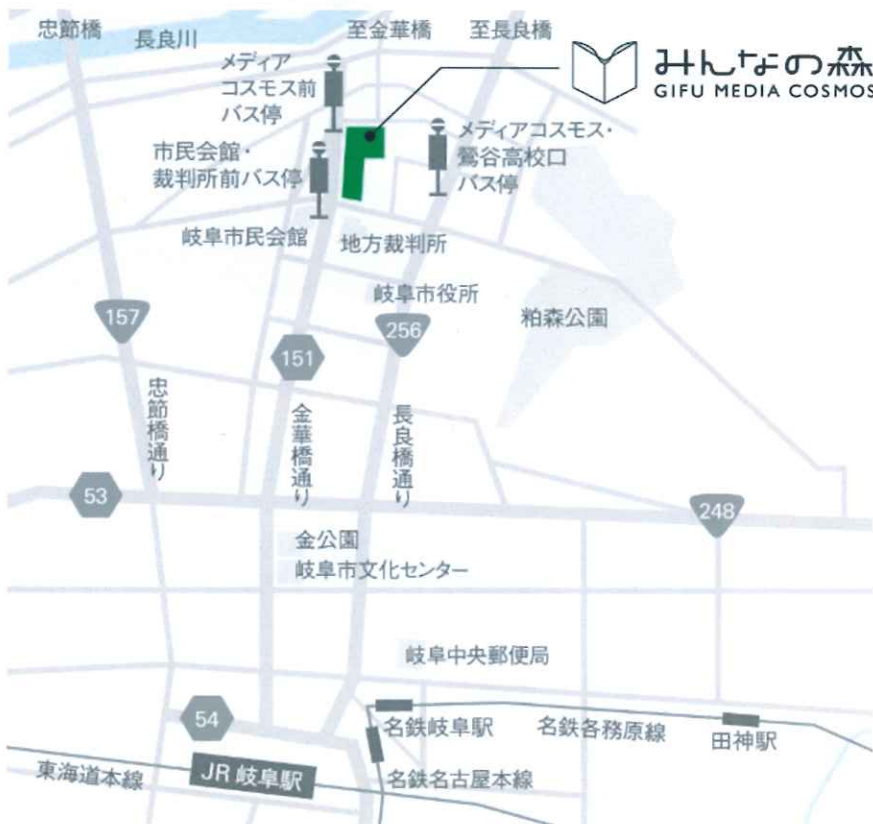 忠節橋
長良川
至金華橋
至長良橋
みんなの森
GIFU MEDIA COSMOS
メディア
コスモス前
バス停
メディアコスモス・
鶯谷高校口
バス停
市民会館・
裁判所前バス停
岐阜市民会館
地方裁判所
岐阜市役所
粕森公園
157
151
256
忠節橋通り
金華橋通り
長良橋通り
53
248
金公園
岐阜市文化センター
岐阜中央郵便局
54
名鉄岐阜駅
名鉄各務原線
田神駅
東海道本線
JR岐阜駅
名鉄名古屋本線